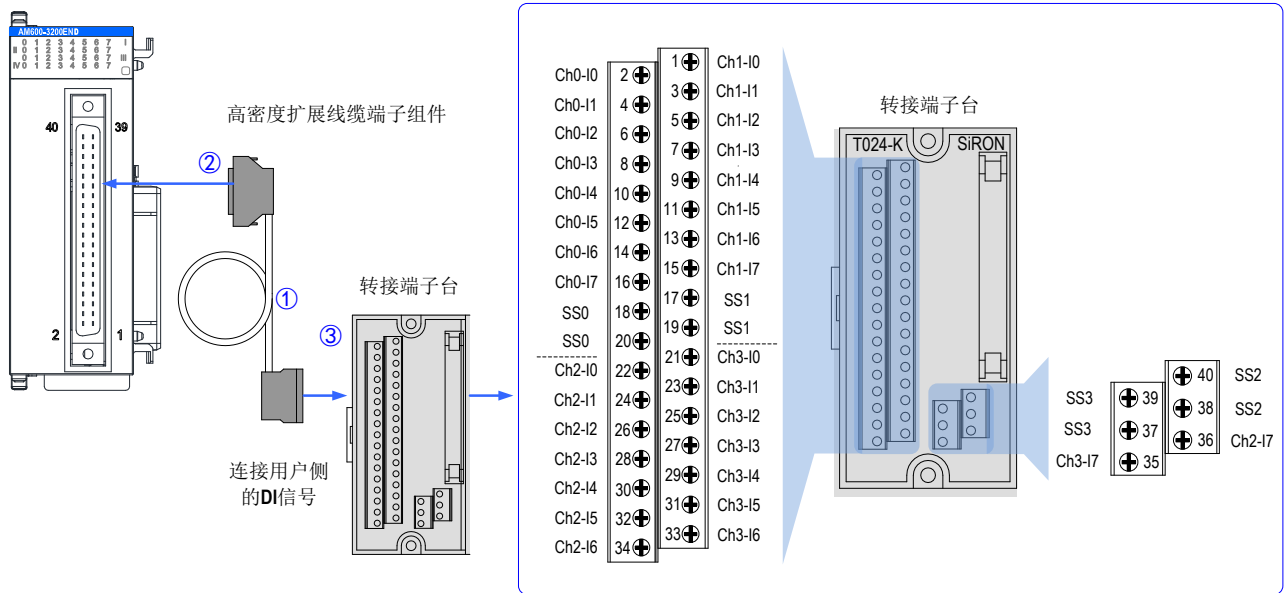 AM600-3200END
0 1 2 3 4 5 6 7 I
II 0 1 2 3 4 5 6 7
0 1 2 3 4 5 6 7 III
IV 0 1 2 3 4 5 6 7
40 39
2 1
高密度扩展线缆端子组件
②
①
转接端子台
③
连接用户侧
的DI信号
Ch0-I0 2
1 Ch1-I0
Ch0-I1 4
3 Ch1-I1
Ch0-I2 6
5 Ch1-I2
Ch0-I3 8
7 Ch1-I3
Ch0-I4 10
9 Ch1-I4
Ch0-I5 12
11 Ch1-I5
Ch0-I6 14
13 Ch1-I6
Ch0-I7 16
15 Ch1-I7
SS0 18
17 SS1
SS0 20
19 SS1
Ch2-I0 22
21 Ch3-I0
Ch2-I1 24
23 Ch3-I1
Ch2-I2 26
25 Ch3-I2
Ch2-I3 28
27 Ch3-I3
Ch2-I4 30
29 Ch3-I4
Ch2-I5 32
31 Ch3-I5
Ch2-I6 34
33 Ch3-I6
转接端子台
T024-K SiRON
SS3 39
40 SS2
SS3 37
38 SS2
Ch3-I7 35
36 Ch2-I7